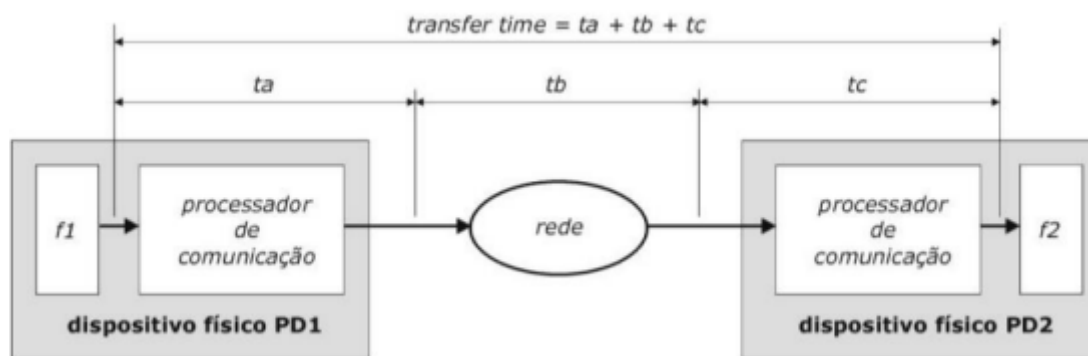 transfer time = ta + tb + tc
ta
tb
tc
f1
processador
de
comunicação
rede
processador
de
comunicação
f2
dispositivo físico PD1
dispositivo físico PD2